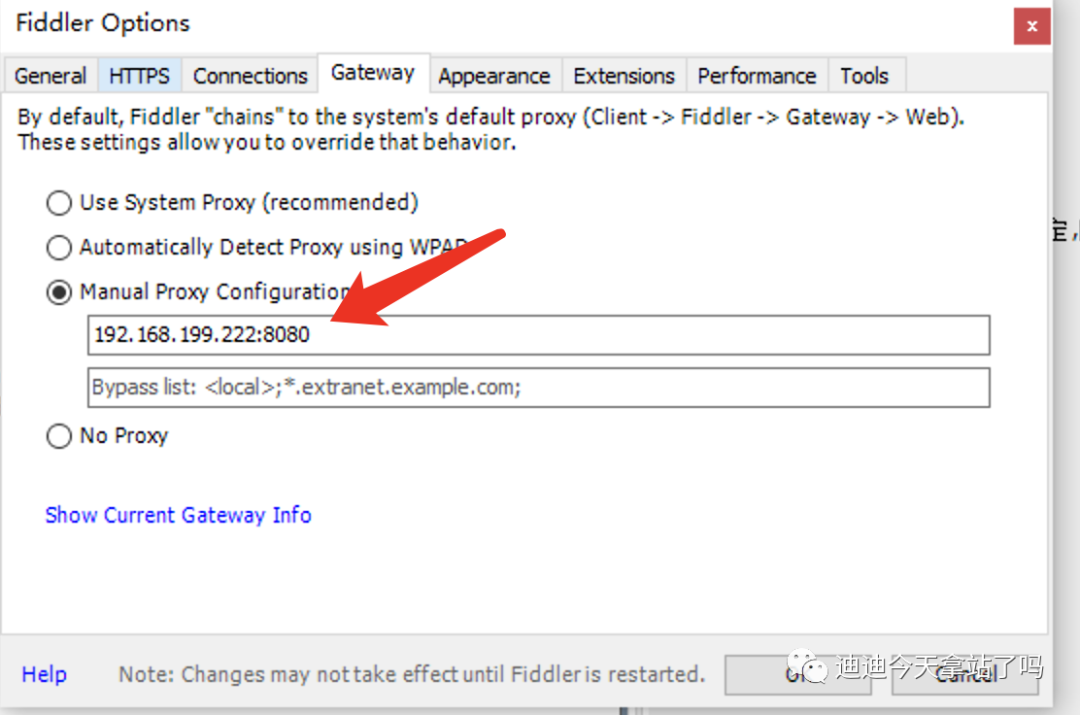 Fiddler Options
General HTTPS Connections Gateway Appearance Extensions Performance Tools
By default, Fiddler "chains" to the system's default proxy (Client -> Fiddler -> Gateway -> Web).
These settings allow you to override that behavior.
Use System Proxy (recommended)
Automatically Detect Proxy using WPAD
Manual Proxy Configuration
192.168.199.222:8080
Bypass list: <local>;*.extranet.example.com;
No Proxy
Show Current Gateway Info
Help Note: Changes may not take effect until Fiddler is restarted. Cancel
迪迪今天拿站了吗